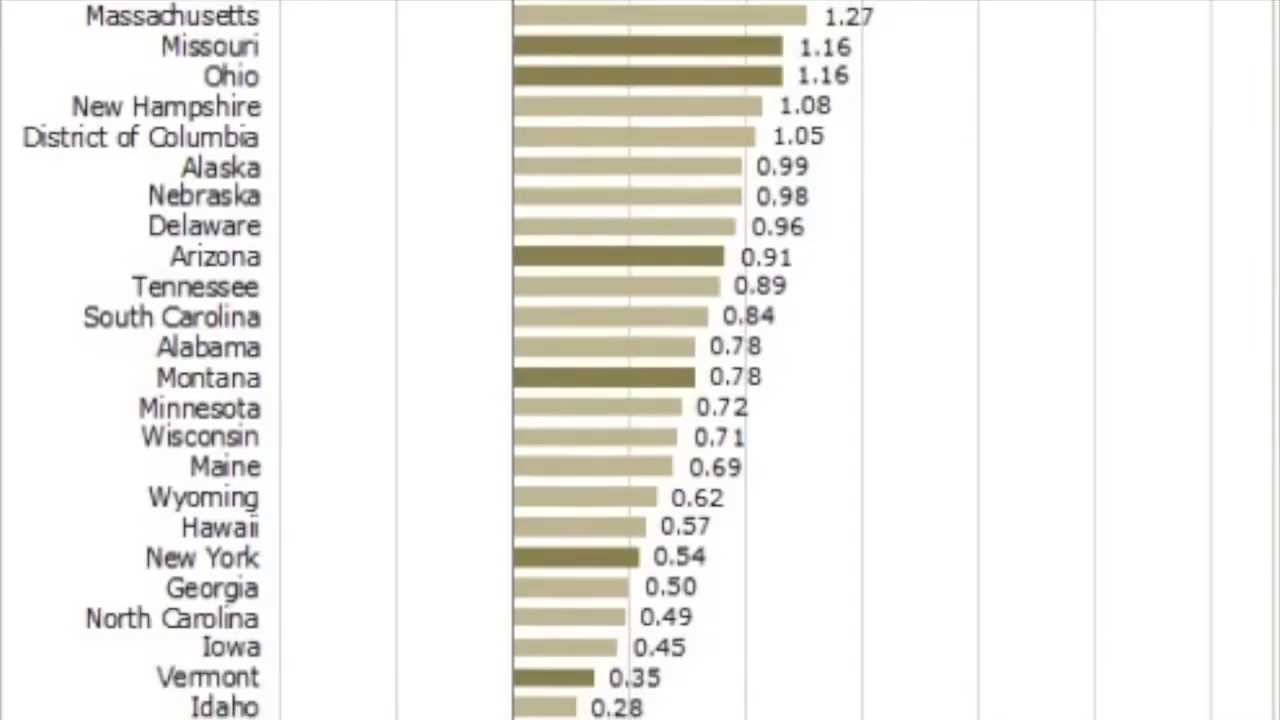 Massachusetts 1.27
Missouri 1.16
Ohio 1.16
New Hampshire 1.08
District of Columbia 1.05
Alaska 0.99
Nebraska 0.98
Delaware 0.96
Arizona 0.91
Tennessee 0.89
South Carolina 0.84
Alabama 0.78
Montana 0.78
Minnesota 0.72
Wisconsin 0.71
Maine 0.69
Wyoming 0.62
Hawaii 0.57
New York 0.54
Georgia 0.50
North Carolina 0.49
Iowa 0.45
Vermont 0.35
Idaho 0.28